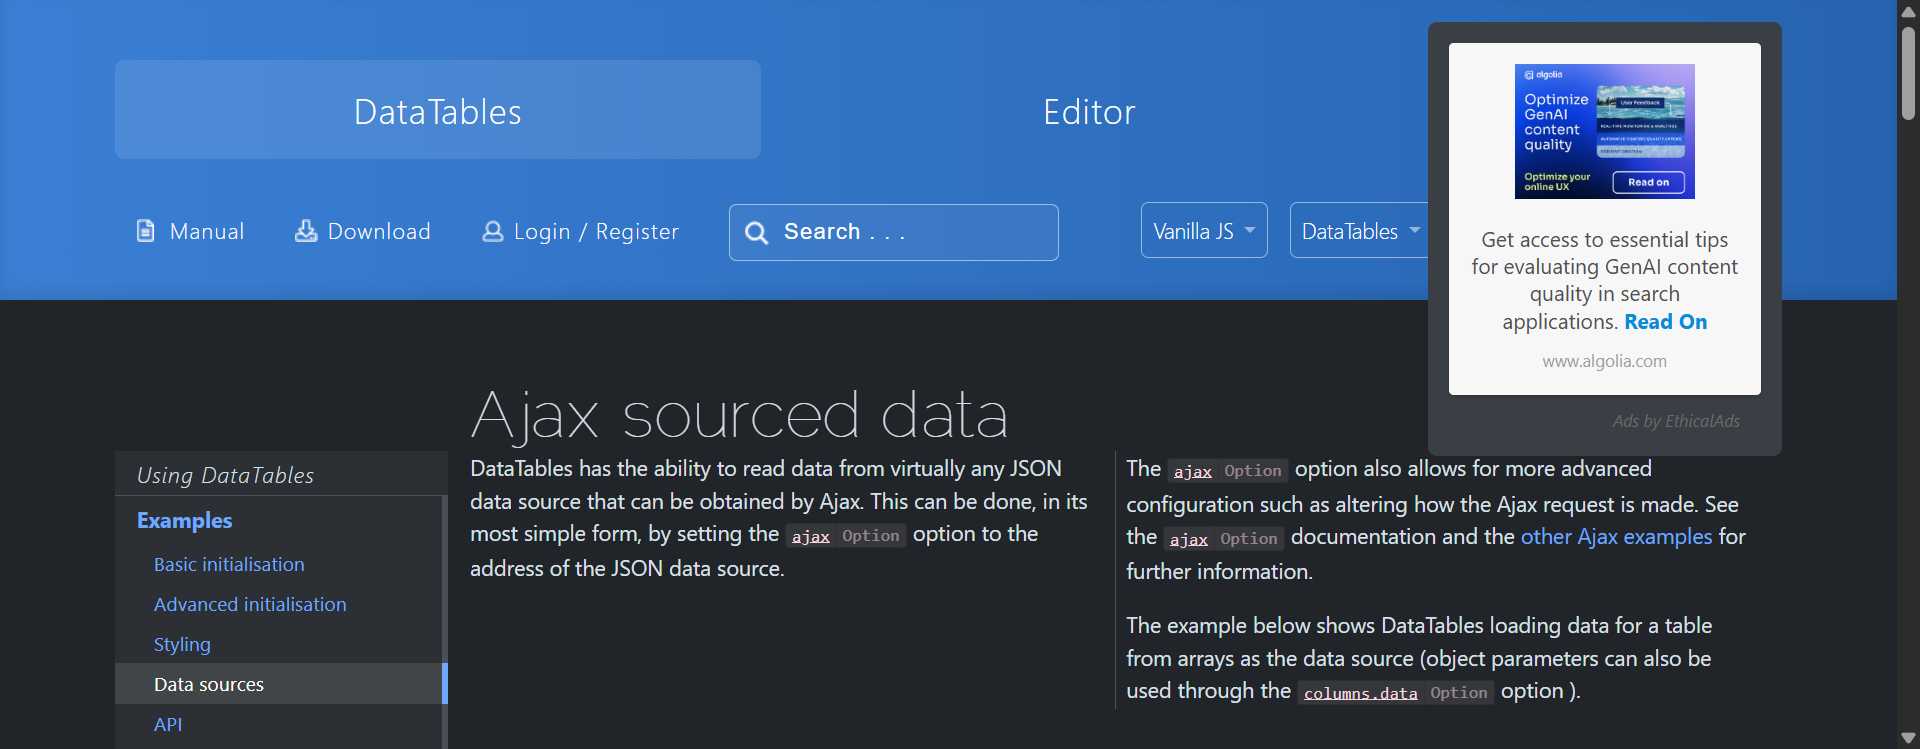 DataTables
Editor
Manual
Download
Login / Register
Search . . .
Vanilla JS
DataTables
algolia
Optimize
GenAI
content
quality
User Feedback
REAL-TIME MONITORING & ANALYTICS
Optimize your
online UX
Read on
Get access to essential tips
for evaluating GenAI content
quality in search
applications. Read On
www.algolia.com
Ads by EthicalAds
Ajax sourced data
Using DataTables
Examples
Basic initialisation
Advanced initialisation
Styling
Data sources
API
DataTables has the ability to read data from virtually any JSON
data source that can be obtained by Ajax. This can be done, in its
most simple form, by setting the ajax Option option to the
address of the JSON data source.
The ajax Option option also allows for more advanced
configuration such as altering how the Ajax request is made. See
the ajax Option documentation and the other Ajax examples for
further information.
The example below shows DataTables loading data for a table
from arrays as the data source (object parameters can also be
used through the columns.data Option option ).